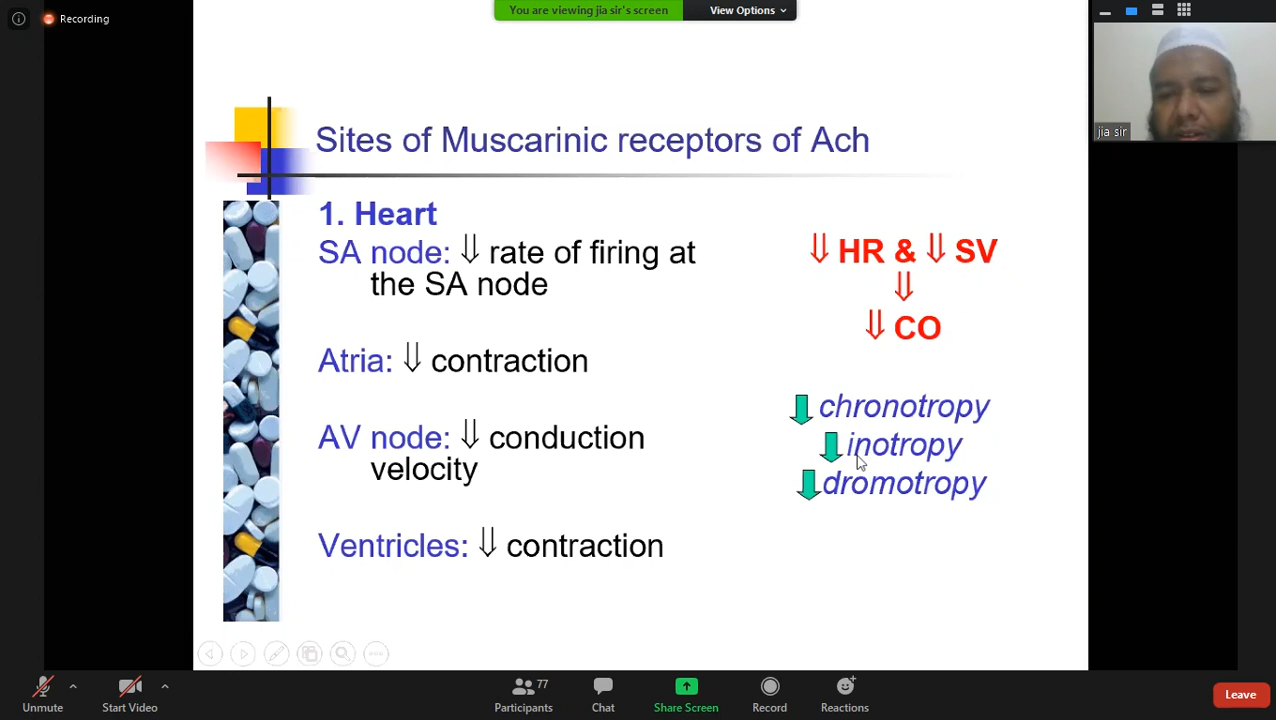 Recording
You are viewing jia sir's screen
View Options
jia sir
Sites of Muscarinic receptors of Ach
1. Heart
SA node: ⇓ rate of firing at
the SA node
Atria: ⇓ contraction
AV node: ⇓ conduction
velocity
Ventricles: ⇓ contraction
⇓ HR & ⇓ SV
⇓
⇓ CO
⬇ chronotropy
⬇ inotropy
⬇ dromotropy
Unmute
Start Video
77
Participants
Chat
Share Screen
Record
Reactions
Leave